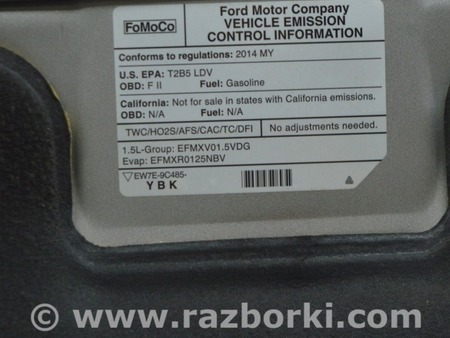 FoMoCo
Ford Motor Company
VEHICLE EMISSION
CONTROL INFORMATION
Conforms to regulations: 2014 MY
U.S. EPA: T2B5 LDV
OBD: F II Fuel: Gasoline
California: Not for sale in states with California emissions.
OBD: N/A Fuel: N/A
TWC/HO2S/AFS/CAC/TC/DFI No adjustments needed.
1.5L-Group: EFMXV01.5VDG
Evap: EFMXR0125NBV
EW7E-9C485-
YBK
© www.razborki.com